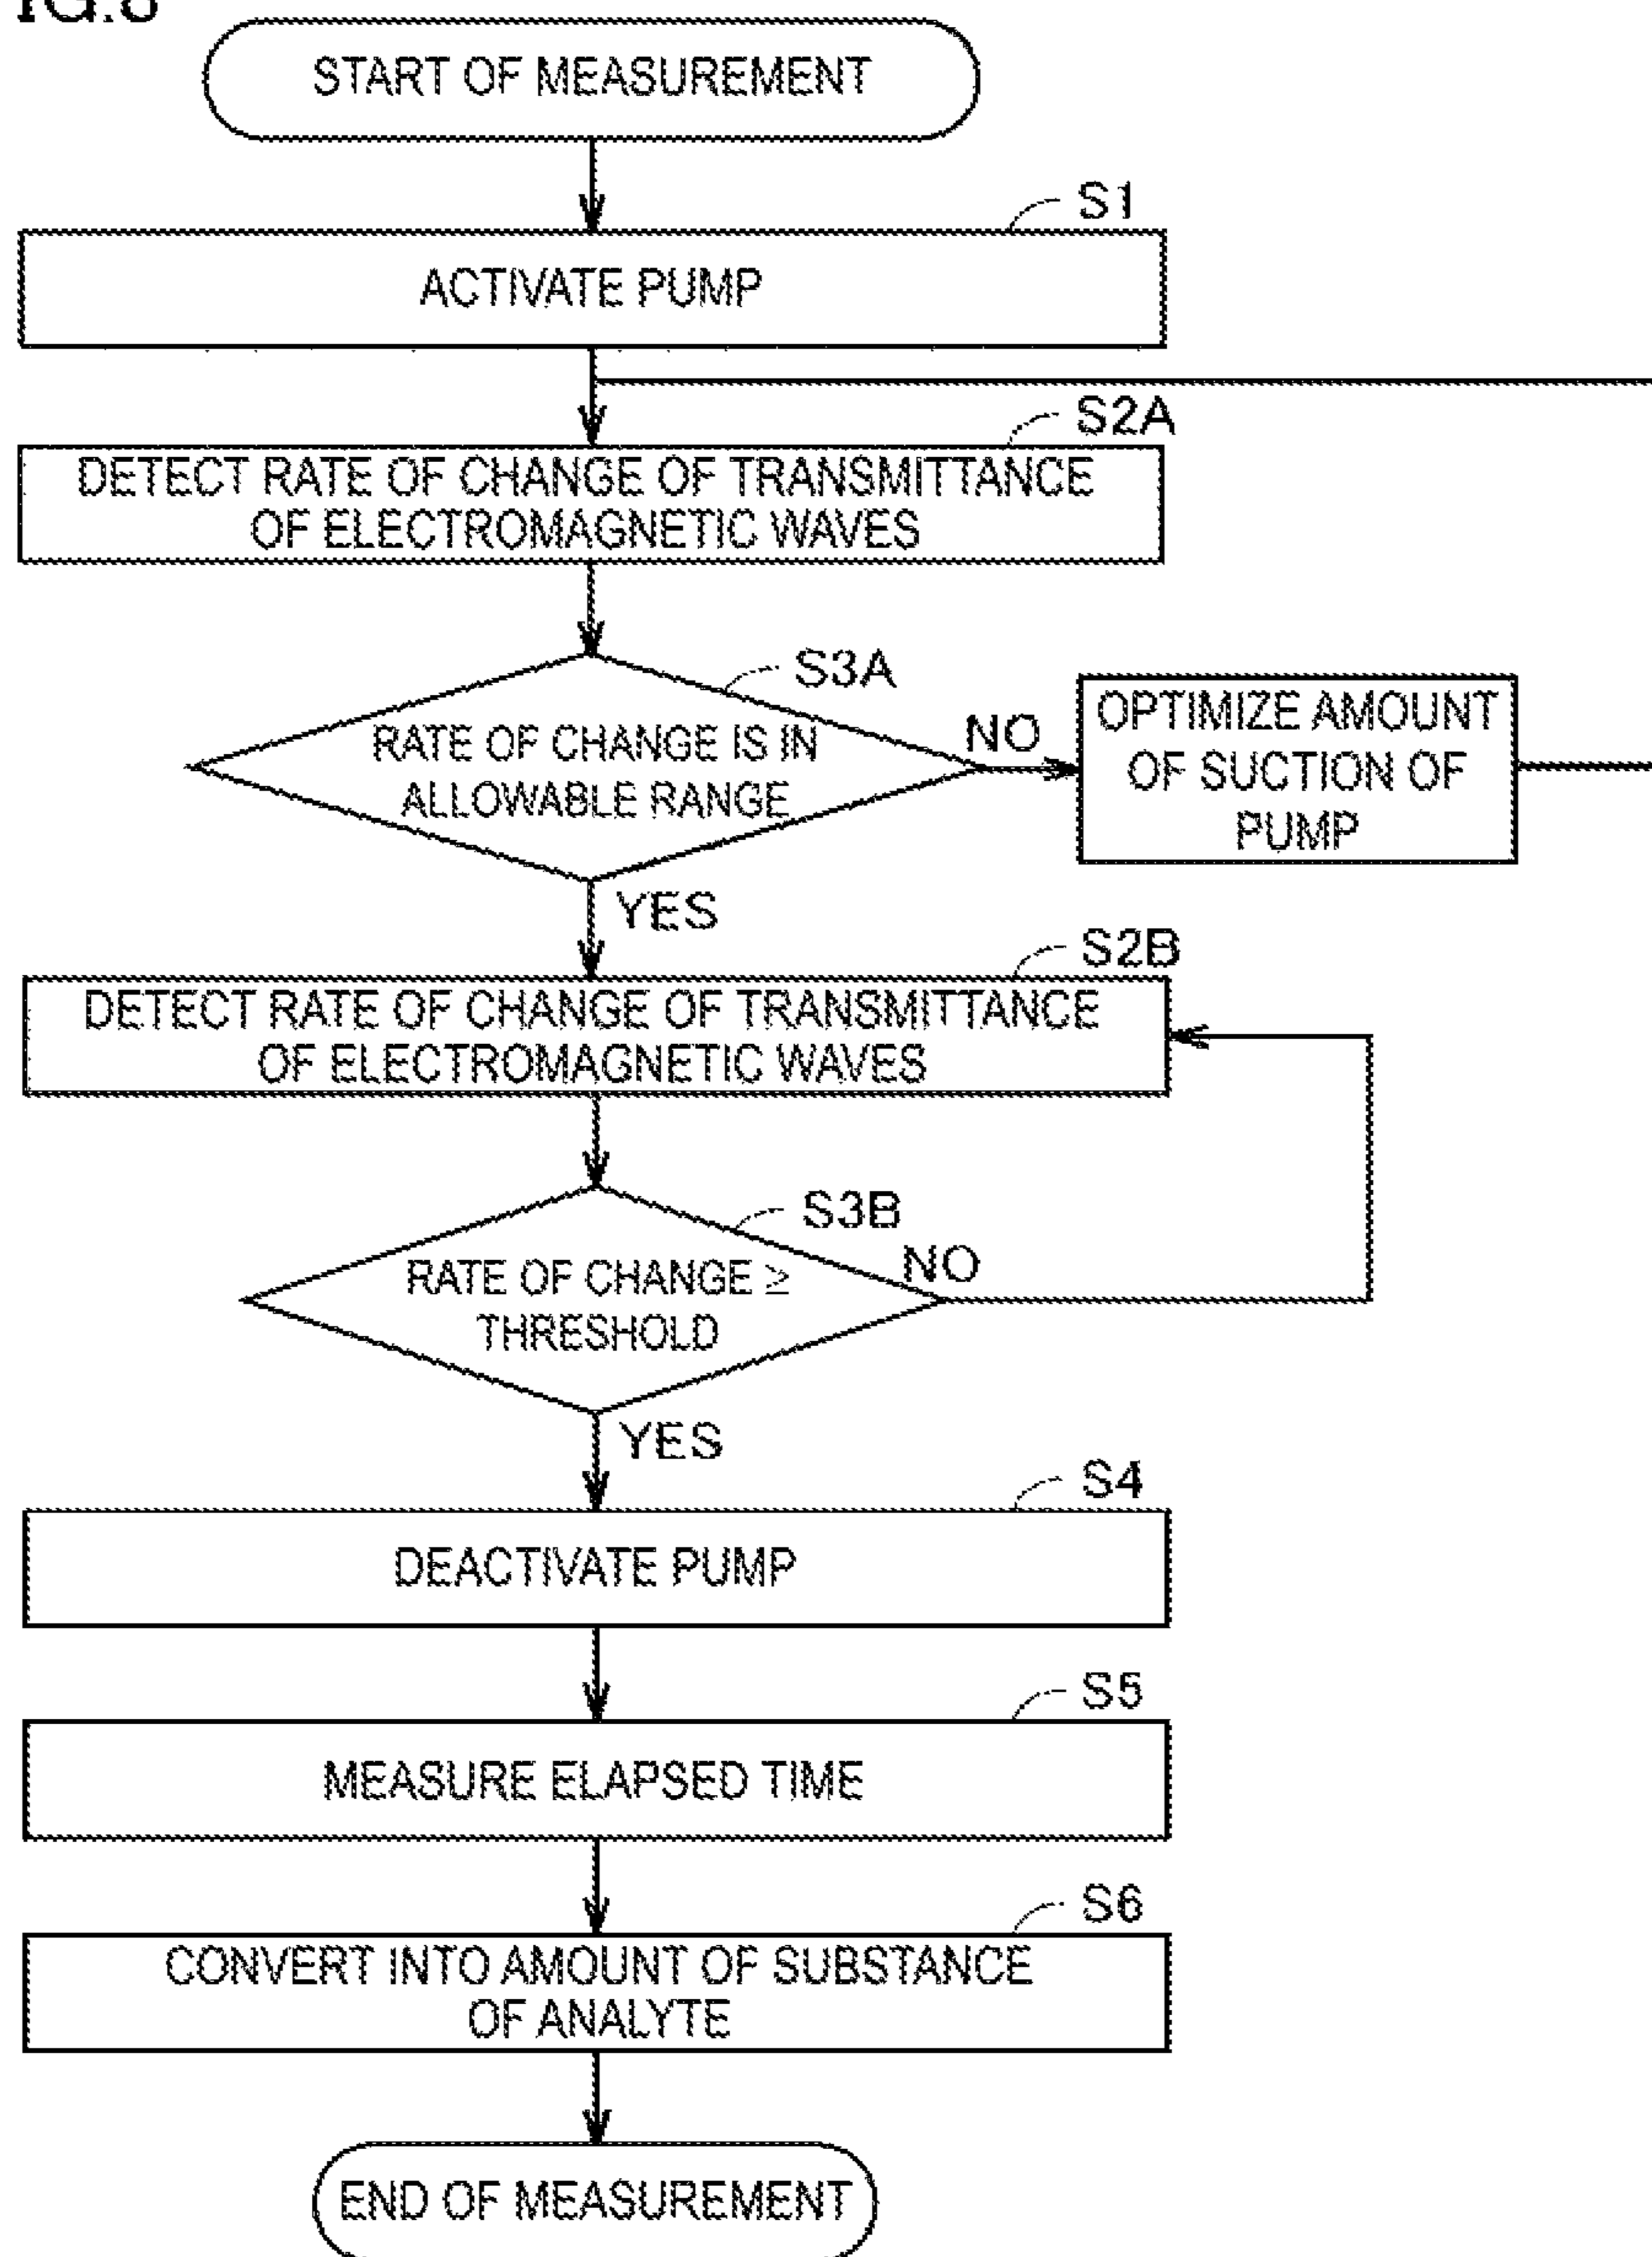 IG.8
START OF MEASUREMENT
S1
ACTIVATE PUMP
S2A
DETECT RATE OF CHANGE OF TRANSMITTANCE
OF ELECTROMAGNETIC WAVES
S3A
RATE OF CHANGE IS IN
ALLOWABLE RANGE
NO
OPTIMIZE AMOUNT
OF SUCTION OF
PUMP
YES
S2B
DETECT RATE OF CHANGE OF TRANSMITTANCE
OF ELECTROMAGNETIC WAVES
S3B
RATE OF CHANGE ≥
THRESHOLD
NO
YES
S4
DEACTIVATE PUMP
S5
MEASURE ELAPSED TIME
S6
CONVERT INTO AMOUNT OF SUBSTANCE
OF ANALYTE
END OF MEASUREMENT